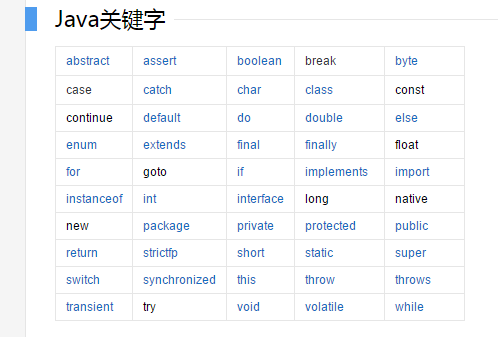 Java关键字
abstract assert boolean break byte
case catch char class const
continue default do double else
enum extends final finally float
for goto if implements import
instanceof int interface long native
new package private protected public
return strictfp short static super
switch synchronized this throw throws
transient try void volatile while